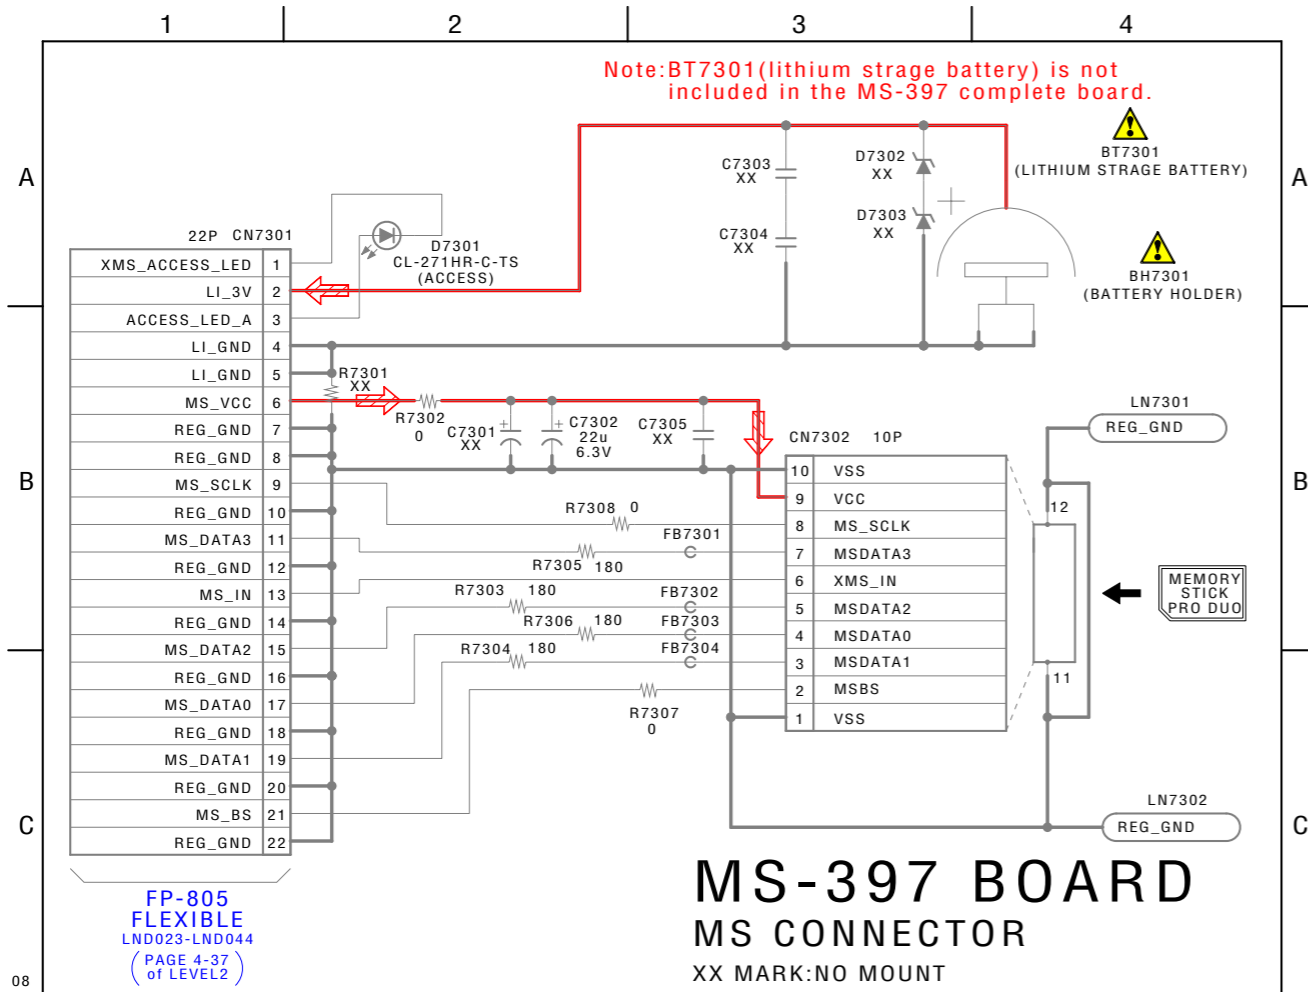 1 2 3 4
Note:BT7301(lithium strage battery) is not
included in the MS-397 complete board.
A
A
B
B
C
C
BT7301
(LITHIUM STRAGE BATTERY)
BH7301
(BATTERY HOLDER)
C7303
XX
C7304
XX
D7302
XX
D7303
XX
D7301
CL-271HR-C-TS
(ACCESS)
22P CN7301
XMS_ACCESS_LED 1
LI_3V 2
ACCESS_LED_A 3
LI_GND 4
LI_GND 5
MS_VCC 6
REG_GND 7
REG_GND 8
MS_SCLK 9
REG_GND 10
MS_DATA3 11
REG_GND 12
MS_IN 13
REG_GND 14
MS_DATA2 15
REG_GND 16
MS_DATA0 17
REG_GND 18
MS_DATA1 19
REG_GND 20
MS_BS 21
REG_GND 22
R7301
XX
R7302
0
C7301
XX
+
C7302
22u
6.3V
+
C7305
XX
R7308 0
FB7301
R7305 180
R7303 180
FB7302
R7306 180
FB7303
R7304 180
FB7304
R7307
0
CN7302 10P
10 VSS
9 VCC
8 MS_SCLK
7 MSDATA3
6 XMS_IN
5 MSDATA2
4 MSDATA0
3 MSDATA1
2 MSBS
1 VSS
LN7301
REG_GND
12
11
MEMORY
STICK
PRO DUO
LN7302
REG_GND
FP-805
FLEXIBLE
LND023-LND044
(PAGE 4-37
of LEVEL2)
MS-397 BOARD
MS CONNECTOR
XX MARK:NO MOUNT
08